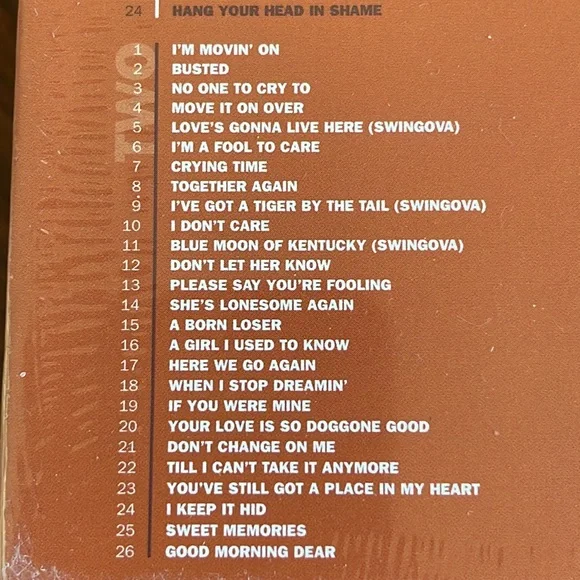 24 HANG YOUR HEAD IN SHAME
TWO
1 I'M MOVIN' ON
2 BUSTED
3 NO ONE TO CRY TO
4 MOVE IT ON OVER
5 LOVE'S GONNA LIVE HERE (SWINGOVA)
6 I'M A FOOL TO CARE
7 CRYING TIME
8 TOGETHER AGAIN
9 I'VE GOT A TIGER BY THE TAIL (SWINGOVA)
10 I DON'T CARE
11 BLUE MOON OF KENTUCKY (SWINGOVA)
12 DON'T LET HER KNOW
13 PLEASE SAY YOU'RE FOOLING
14 SHE'S LONESOME AGAIN
15 A BORN LOSER
16 A GIRL I USED TO KNOW
17 HERE WE GO AGAIN
18 WHEN I STOP DREAMIN'
19 IF YOU WERE MINE
20 YOUR LOVE IS SO DOGGONE GOOD
21 DON'T CHANGE ON ME
22 TILL I CAN'T TAKE IT ANYMORE
23 YOU'VE STILL GOT A PLACE IN MY HEART
24 I KEEP IT HID
25 SWEET MEMORIES
26 GOOD MORNING DEAR